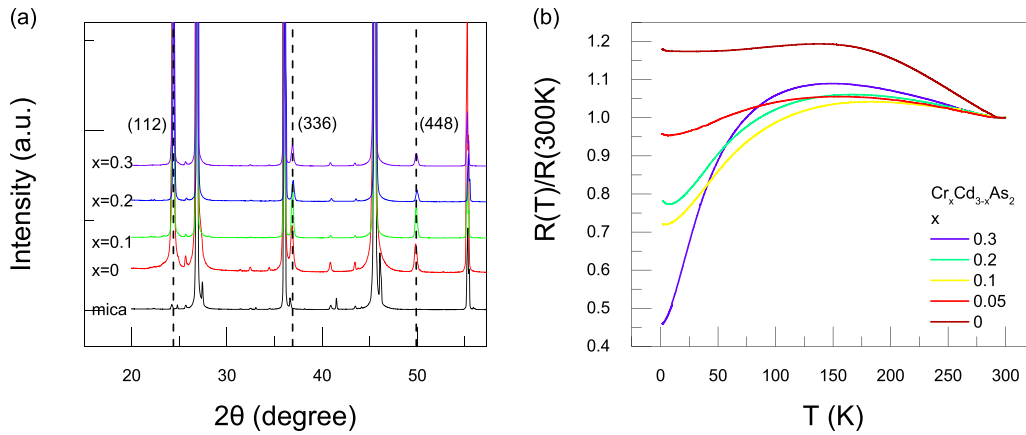 (a)
Intensity (a.u.)
(112)
(336)
(448)
x=0.3
x=0.2
x=0.1
x=0
mica
20
30
40
50
2θ (degree)
(b)
R(T)/R(300K)
1.2
1.1
1.0
0.9
0.8
0.7
0.6
0.5
0.4
CrₓCd₃₋ₓAs₂
x
0.3
0.2
0.1
0.05
0
0
50
100
150
200
250
300
T (K)